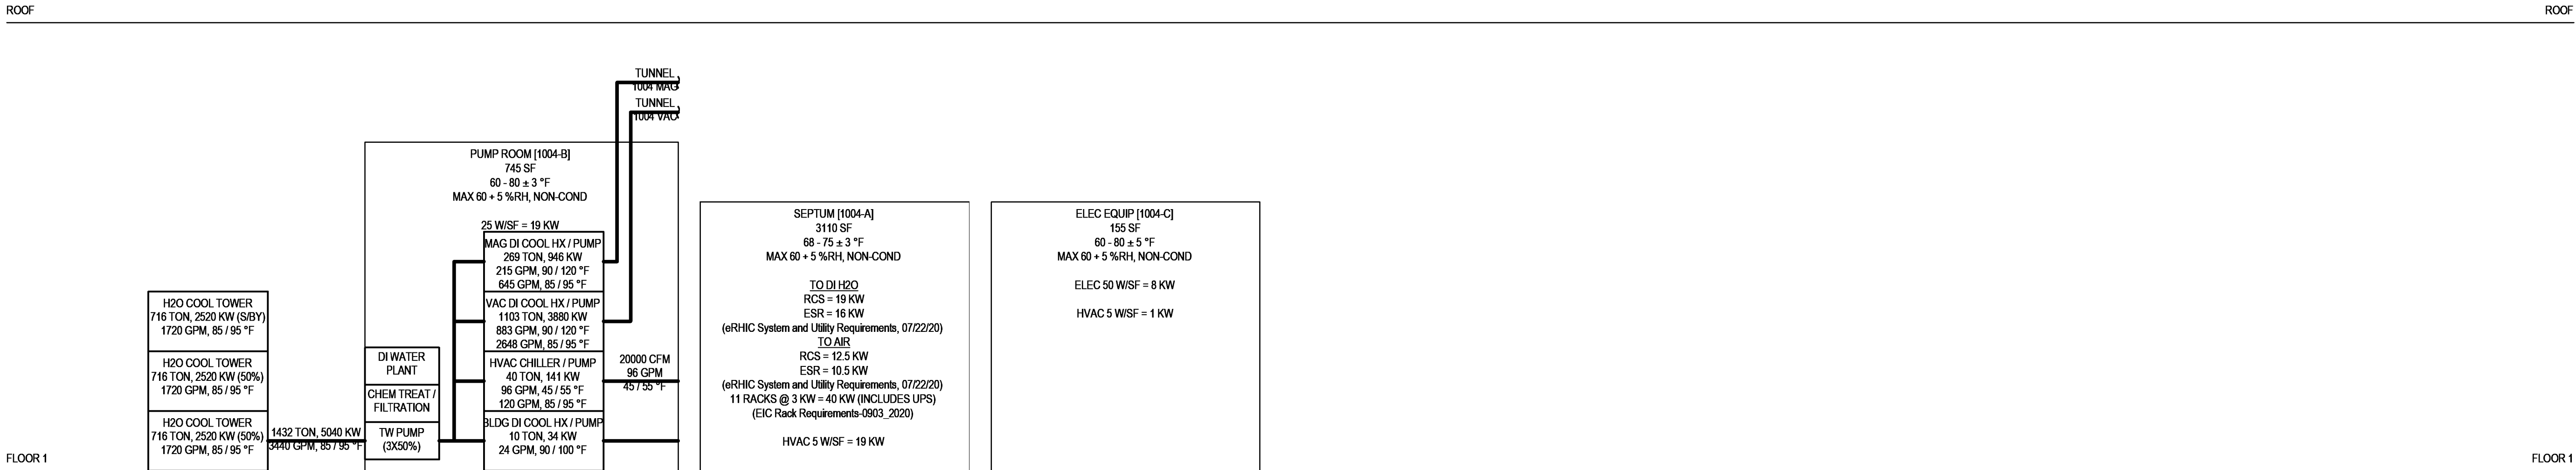 ROOF
ROOF
TUNNEL
1004 MAG
TUNNEL
1004 VAC
PUMP ROOM [1004-B]
745 SF
60 - 80 ± 3 °F
MAX 60 + 5 %RH, NON-COND
25 W/SF = 19 KW
MAG DI COOL HX / PUMP
269 TON, 946 KW
215 GPM, 90 / 120 °F
645 GPM, 85 / 95 °F
VAC DI COOL HX / PUMP
1103 TON, 3880 KW
883 GPM, 90 / 120 °F
2648 GPM, 85 / 95 °F
HVAC CHILLER / PUMP
40 TON, 141 KW
96 GPM, 45 / 55 °F
120 GPM, 85 / 95 °F
BLDG DI COOL HX / PUMP
10 TON, 34 KW
24 GPM, 90 / 100 °F
20000 CFM
96 GPM
45 / 55 °F
H2O COOL TOWER
716 TON, 2520 KW (S/BY)
1720 GPM, 85 / 95 °F
H2O COOL TOWER
716 TON, 2520 KW (50%)
1720 GPM, 85 / 95 °F
H2O COOL TOWER
716 TON, 2520 KW (50%)
1720 GPM, 85 / 95 °F
1432 TON, 5040 KW
3440 GPM, 85 / 95 °F
DI WATER
PLANT
CHEM TREAT /
FILTRATION
TW PUMP
(3X50%)
SEPTUM [1004-A]
3110 SF
68 - 75 ± 3 °F
MAX 60 + 5 %RH, NON-COND
TO DI H2O
RCS = 19 KW
ESR = 16 KW
(eRHIC System and Utility Requirements, 07/22/20)
TO AIR
RCS = 12.5 KW
ESR = 10.5 KW
(eRHIC System and Utility Requirements, 07/22/20)
11 RACKS @ 3 KW = 40 KW (INCLUDES UPS)
(EIC Rack Requirements-0903_2020)
HVAC 5 W/SF = 19 KW
ELEC EQUIP [1004-C]
155 SF
60 - 80 ± 5 °F
MAX 60 + 5 %RH, NON-COND
ELEC 50 W/SF = 8 KW
HVAC 5 W/SF = 1 KW
FLOOR 1
FLOOR 1